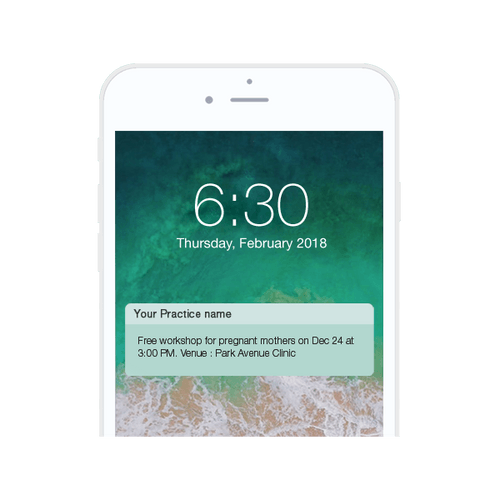 6:30
Thursday, February 2018
Your Practice name
Free workshop for pregnant mothers on Dec 24 at
3:00 PM. Venue : Park Avenue Clinic